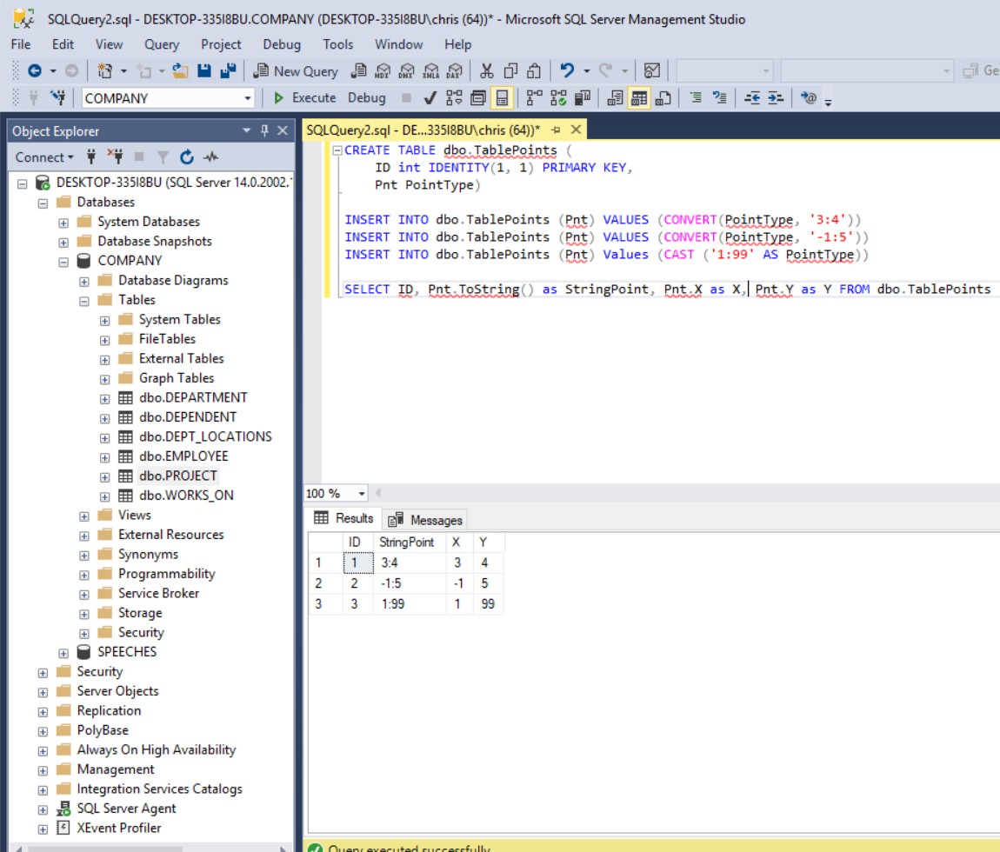 SQLQuery2.sql - DESKTOP-335I8BU.COMPANY (DESKTOP-335I8BU\chris (64))* - Microsoft SQL Server Management Studio
File Edit View Query Project Debug Tools Window Help
New Query MDX DMX XMLA DAX Ge
COMPANY Execute Debug
Object Explorer
Connect
DESKTOP-335I8BU (SQL Server 14.0.2002.1
Databases
System Databases
Database Snapshots
COMPANY
Database Diagrams
Tables
System Tables
FileTables
External Tables
Graph Tables
dbo.DEPARTMENT
dbo.DEPENDENT
dbo.DEPT_LOCATIONS
dbo.EMPLOYEE
dbo.PROJECT
dbo.WORKS_ON
Views
External Resources
Synonyms
Programmability
Service Broker
Storage
Security
SPEECHES
Security
Server Objects
Replication
PolyBase
Always On High Availability
Management
Integration Services Catalogs
SQL Server Agent
XEvent Profiler
SQLQuery2.sql - DE...335I8BU\chris (64))*
CREATE TABLE dbo.TablePoints (
ID int IDENTITY(1, 1) PRIMARY KEY,
Pnt PointType)
INSERT INTO dbo.TablePoints (Pnt) VALUES (CONVERT(PointType, '3:4'))
INSERT INTO dbo.TablePoints (Pnt) VALUES (CONVERT(PointType, '-1:5'))
INSERT INTO dbo.TablePoints (Pnt) Values (CAST ('1:99' AS PointType))
SELECT ID, Pnt.ToString() as StringPoint, Pnt.X as X, Pnt.Y as Y FROM dbo.TablePoints
100 %
Results Messages
ID StringPoint X Y
1 1 3:4 3 4
2 2 -1:5 -1 5
3 3 1:99 1 99
Query executed successfully